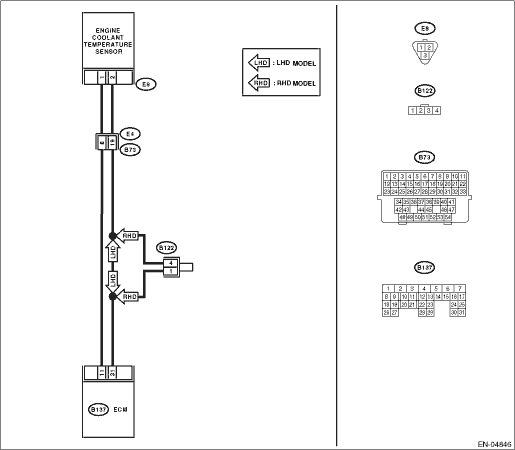 ENGINE
COOLANT
TEMPERATURE
SENSOR
1 2
E8
8 16
E4
B73
LHD : LHD MODEL
RHD : RHD MODEL
RHD
LHD
B122
4
1
LHD
RHD
11 31
B137 ECM
E8
1 2
3
B122
1 2 3 4
B73
1 2 3 4 5 6 7 8 9 10 11
12 13 14 15 16 17 18 19 20 21 22
23 24 25 26 27 28 29 30 31 32 33
34 35 36 37 38 39 40 41
42 43 44 45 46 47
48 49 50 51 52 53 54
B137
1 2 3 4 5 6 7
8 9 10 11 12 13 14 15 16 17
18 19 20 21 22 23 24 25
26 27 28 29 30 31
EN-04846